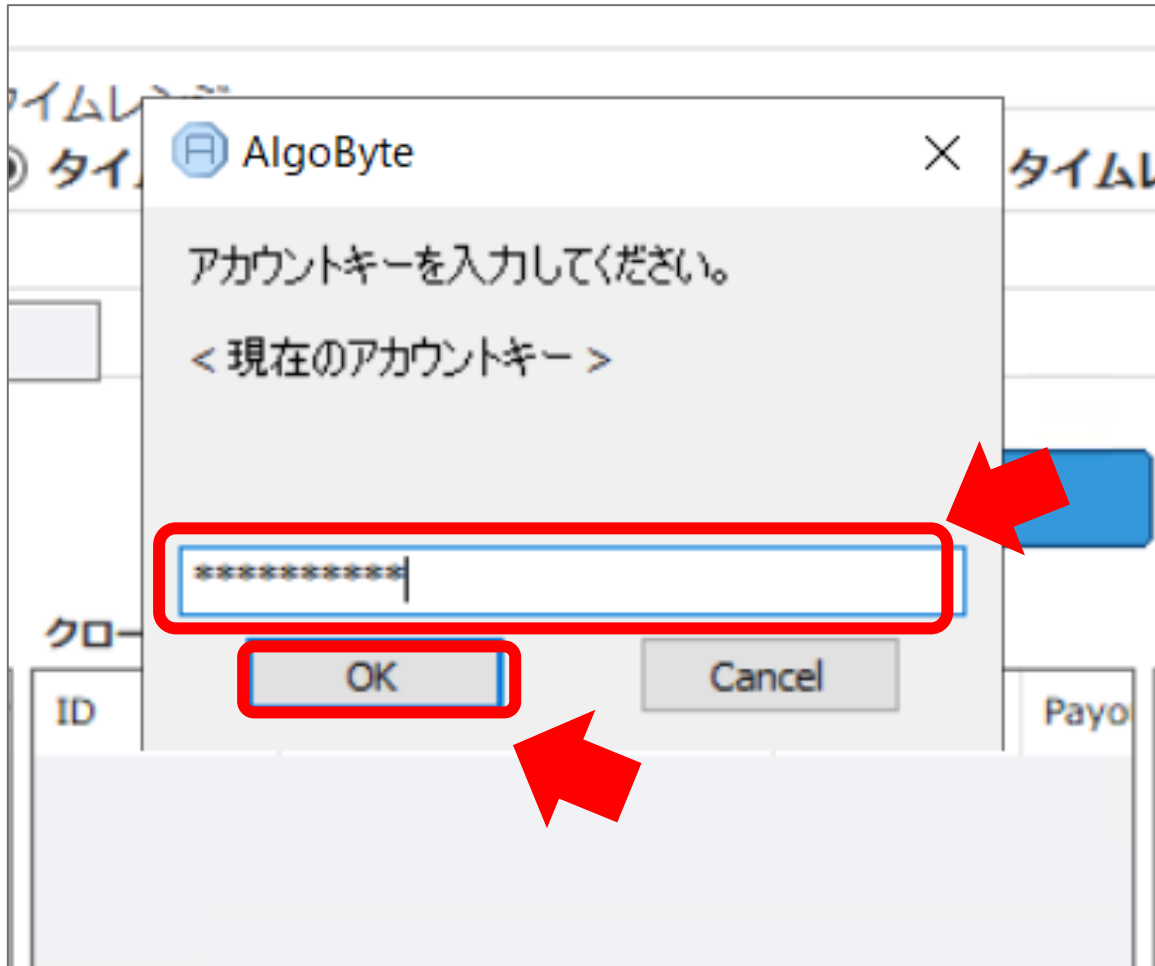 イムレンジ
タイ
AlgoByte
タイムレ
アカウントキーを入力してください。
< 現在のアカウントキー >
**********
クロー
OK
Cancel
ID
Payo